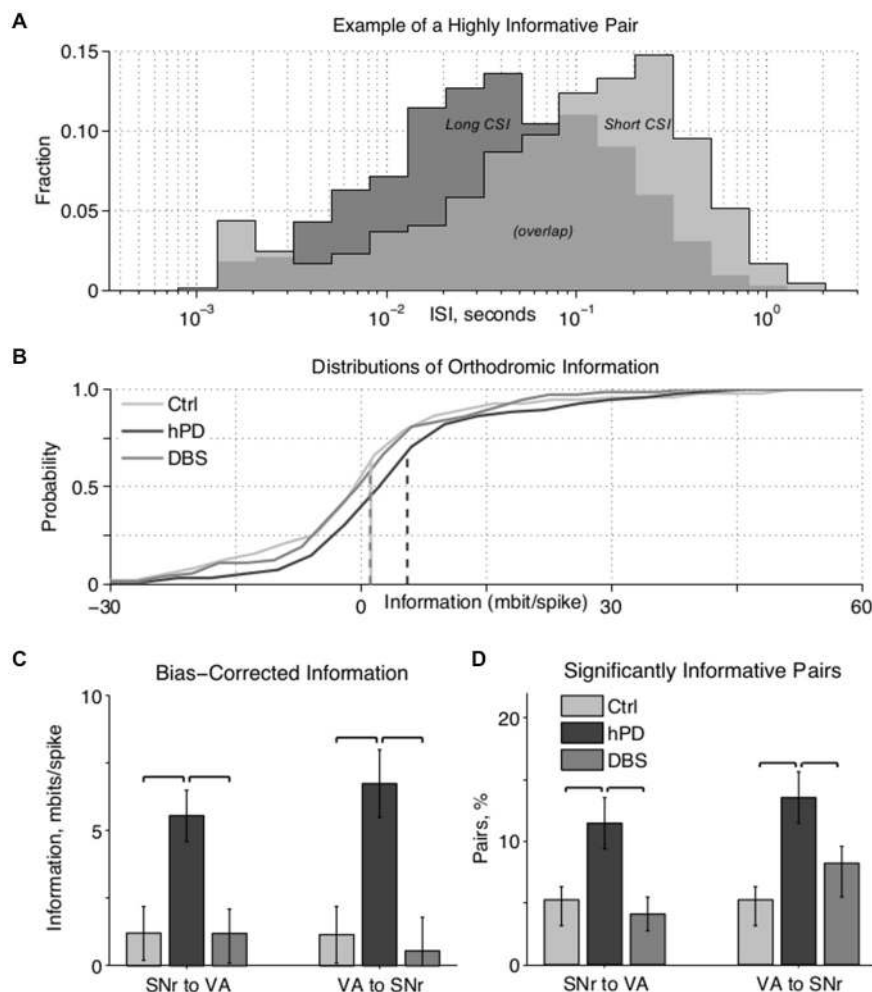 A
Example of a Highly Informative Pair
0.15
0.10
0.05
0
Fraction
Long CSI
Short CSI
(overlap)
10⁻³
10⁻²
10⁻¹
10⁰
ISI, seconds
B
Distributions of Orthodromic Information
1.0
0.5
0
Probability
Ctrl
hPD
DBS
−30
0
30
60
Information (mbit/spike)
C
Bias−Corrected Information
10
5
0
Information, mbits/spike
SNr to VA
VA to SNr
D
Significantly Informative Pairs
Ctrl
hPD
DBS
20
10
0
Pairs, %
SNr to VA
VA to SNr